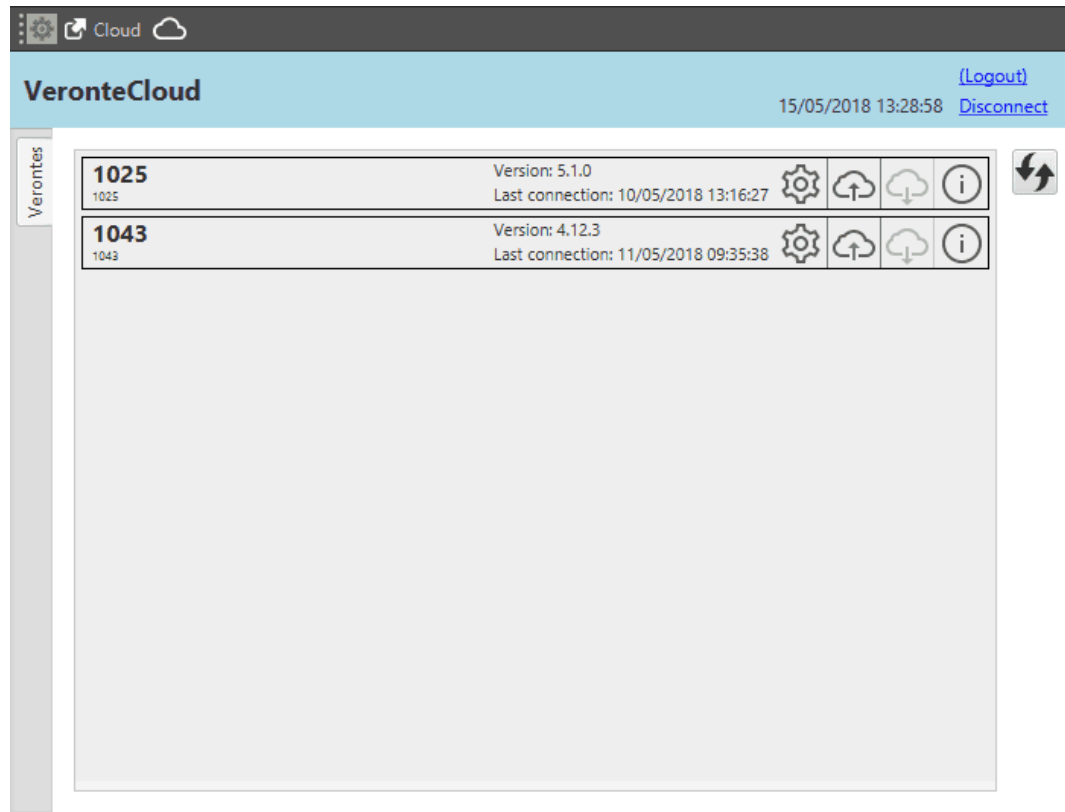 Cloud
VeronteCloud
(Logout)
15/05/2018 13:28:58 Disconnect
Verontes
1025
1025
Version: 5.1.0
Last connection: 10/05/2018 13:16:27
1043
1043
Version: 4.12.3
Last connection: 11/05/2018 09:35:38